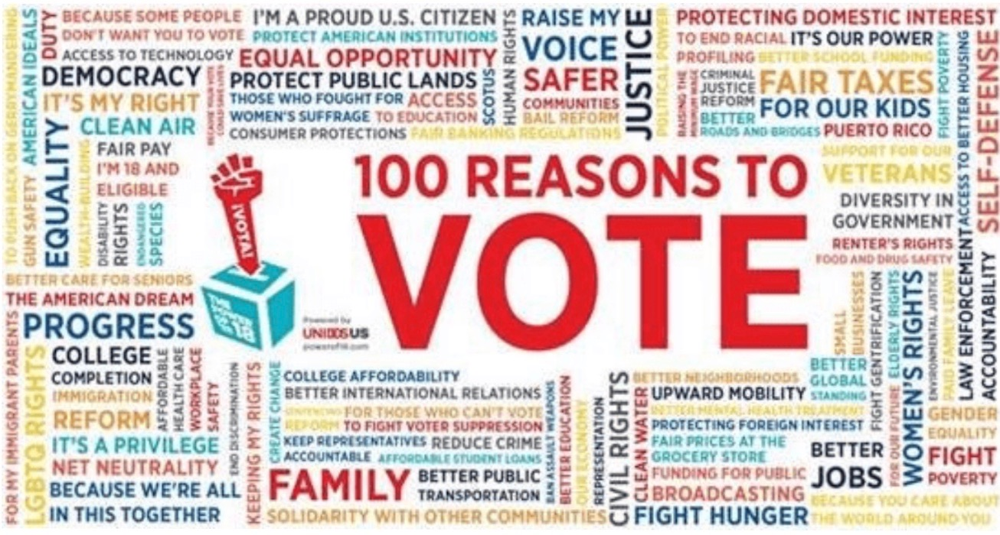 TO PUSH BACK ON GERRYMANDERING
AMERICAN IDEALS
DUTY
BECAUSE SOME PEOPLE
DON'T WANT YOU TO VOTE
I'M A PROUD U.S. CITIZEN
PROTECT AMERICAN INSTITUTIONS
ACCESS TO TECHNOLOGY
EQUAL OPPORTUNITY
DEMOCRACY
PROTECT PUBLIC LANDS
IT'S MY RIGHT
BECAUSE YOUR VOTE
COULD SAVE LIVES
THOSE WHO FOUGHT FOR
WOMEN'S SUFFRAGE
ACCESS
TO EDUCATION
SCOTUS
HUMAN RIGHTS
CLEAN AIR
CONSUMER PROTECTIONS
FAIR BANKING REGULATIONS
RAISE MY
VOICE
SAFER
COMMUNITIES
BAIL REFORM
JUSTICE
POLITICAL POWER
PROTECTING DOMESTIC INTEREST
TO END RACIAL
PROFILING
IT'S OUR POWER
BETTER SCHOOL FUNDING
RAISING THE
MINIMUM WAGE
CRIMINAL
JUSTICE
REFORM
FAIR TAXES
FOR OUR KIDS
BETTER
ROADS AND BRIDGES
PUERTO RICO
FIGHT POVERTY
ACCESS TO BETTER HOUSING
SELF-DEFENSE
GUN SAFETY
EQUALITY
WEALTH-BUILDING
FAIR PAY
I'M 18 AND
ELIGIBLE
DISABILITY
RIGHTS
ENDANGERED
SPECIES
¡VOTA!
THE POWER
OF 18
Powered by
UNIDOSUS
powerof18.com
100 REASONS TO
VOTE
SUPPORT FOR OUR
VETERANS
DIVERSITY IN
GOVERNMENT
RENTER'S RIGHTS
FOOD AND DRUG SAFETY
BETTER CARE FOR SENIORS
THE AMERICAN DREAM
PROGRESS
FOR MY IMMIGRANT PARENTS
LGBTQ RIGHTS
COLLEGE
COMPLETION
IMMIGRATION
REFORM
AFFORDABLE
HEALTH CARE
WORKPLACE
SAFETY
IT'S A PRIVILEGE
NET NEUTRALITY
BECAUSE WE'RE ALL
IN THIS TOGETHER
END DISCRIMINATION
KEEPING MY RIGHTS
CREATE CHANGE
COLLEGE AFFORDABILITY
BETTER INTERNATIONAL RELATIONS
SENTENCING
REFORM
FOR THOSE WHO CAN'T VOTE
TO FIGHT VOTER SUPPRESSION
KEEP REPRESENTATIVES
ACCOUNTABLE
REDUCE CRIME
AFFORDABLE STUDENT LOANS
FAMILY
BETTER PUBLIC
TRANSPORTATION
SOLIDARITY WITH OTHER COMMUNITIES
BAN ASSAULT WEAPONS
BETTER EDUCATION
OUR ECONOMY
REPRESENTATION
CIVIL RIGHTS
CLEAN WATER
BETTER NEIGHBORHOODS
UPWARD MOBILITY
BETTER MENTAL HEALTH TREATMENT
PROTECTING FOREIGN INTEREST
FAIR PRICES AT THE
GROCERY STORE
FUNDING FOR PUBLIC
BROADCASTING
FIGHT HUNGER
BETTER
GLOBAL
STANDING
SMALL
BUSINESSES
FIGHT GENTRIFICATION
ELDERLY RIGHTS
FOR OUR FUTURE
WOMEN'S RIGHTS
ENVIRONMENTAL JUSTICE
PAID FAMILY LEAVE
LAW ENFORCEMENT
ACCOUNTABILITY
GENDER
EQUALITY
BETTER
JOBS
FIGHT
POVERTY
BECAUSE YOU CARE ABOUT
THE WORLD AROUND YOU